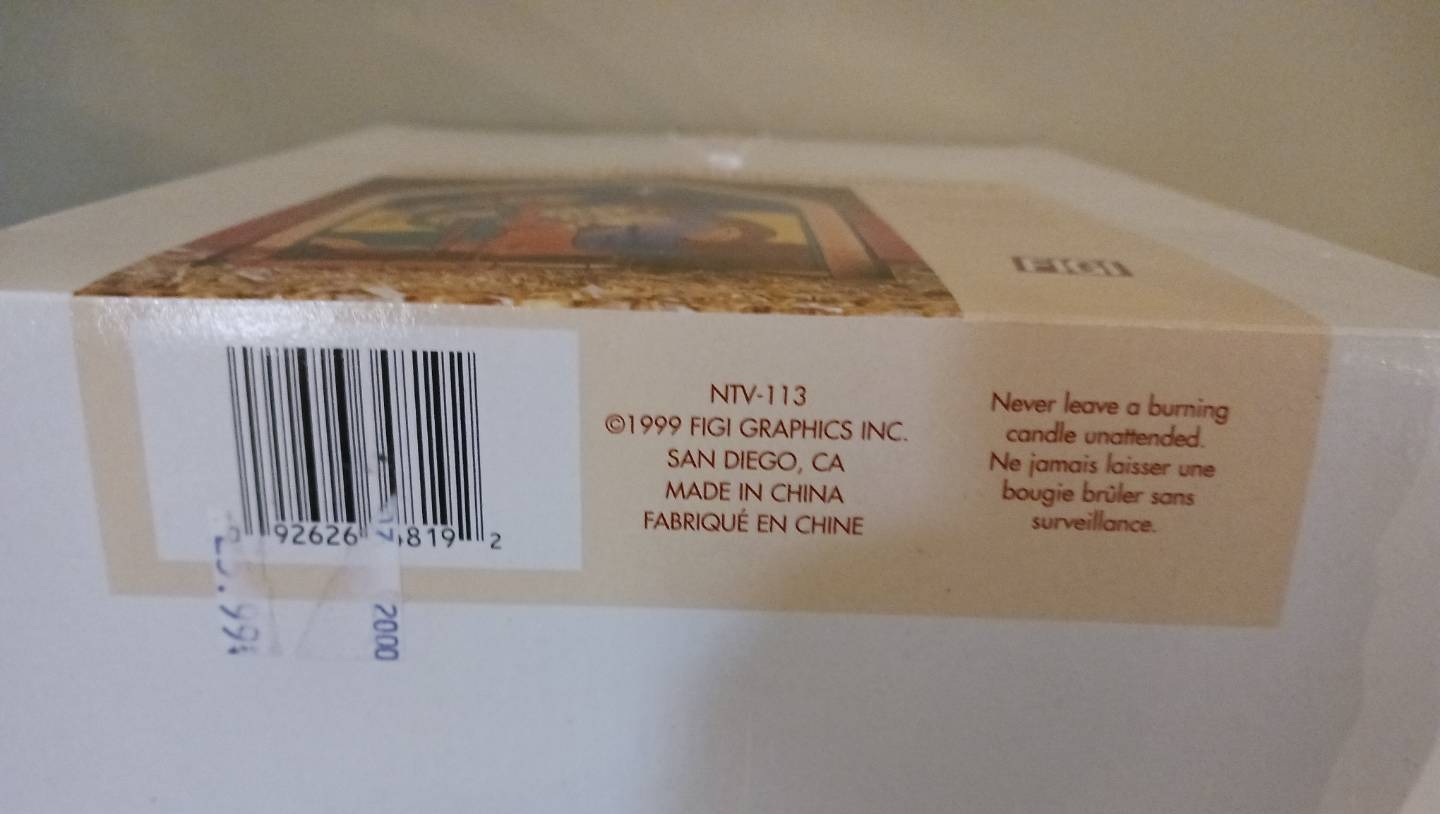 FIGI
NTV-113
©1999 FIGI GRAPHICS INC.
SAN DIEGO, CA
MADE IN CHINA
FABRIQUÉ EN CHINE
Never leave a burning
candle unattended.
Ne jamais laisser une
bougie brûler sans
surveillance.
92626 819 2
2000